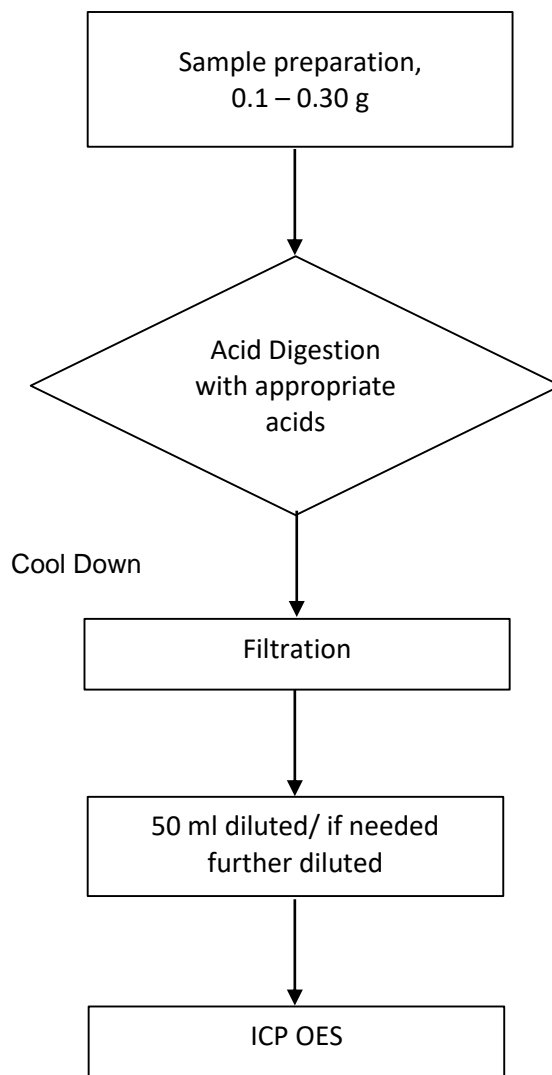 Sample preparation,
0.1 – 0.30 g
Acid Digestion
with appropriate
acids
Cool Down
Filtration
50 ml diluted/ if needed
further diluted
ICP OES